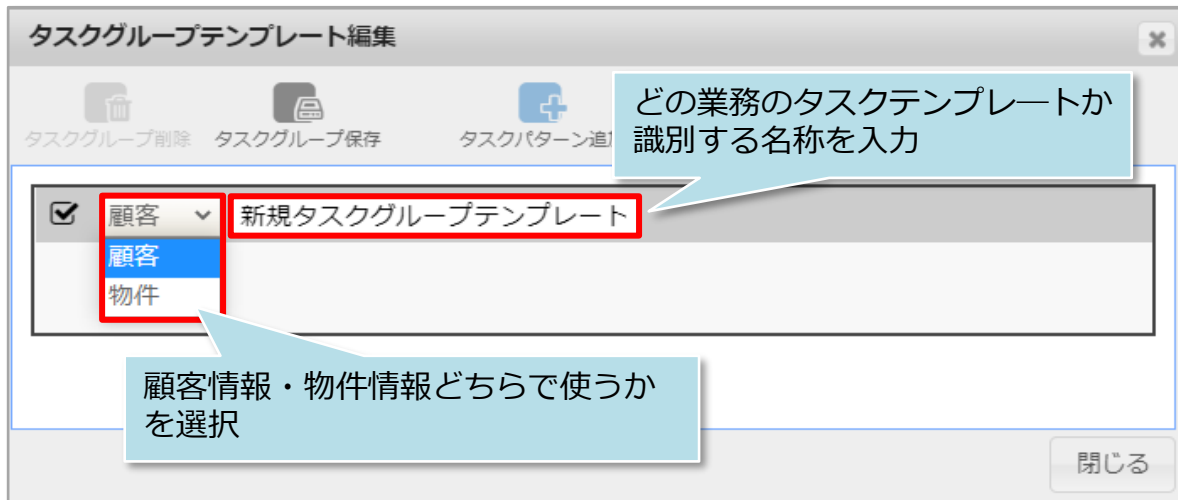 タスクグループテンプレート編集
タスクグループ削除 タスクグループ保存 タスクパターン追
どの業務のタスクテンプレ―トか
識別する名称を入力
顧客 新規タスクグループテンプレート
顧客
物件
顧客情報・物件情報どちらで使うか
を選択
閉じる